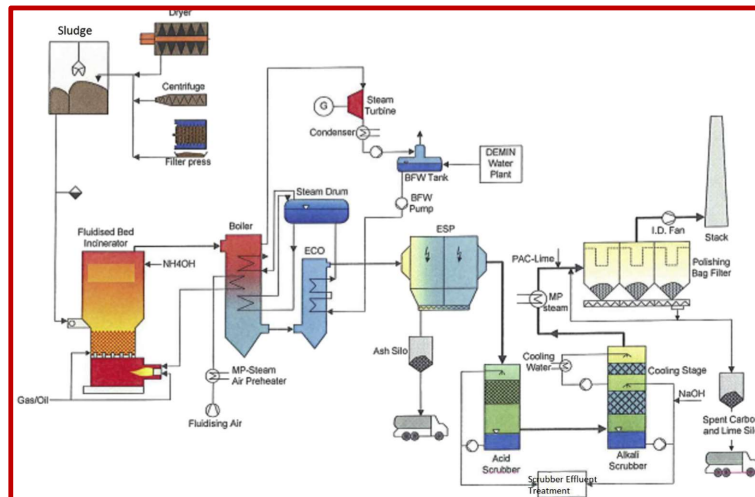 Dryer
Sludge
Centrifuge
Filter press
G
Steam
Turbine
Condenser
DEMIN
Water
Plant
BFW Tank
BFW
Pump
Steam Drum
Boiler
ECO
ESP
Fluidised Bed
Incinerator
NH4OH
PAC-Lime
I.D. Fan
Stack
Polishing
Bag Filter
MP
steam
Ash Silo
Cooling
Water
Cooling Stage
NaOH
MP-Steam
Air Preheater
Gas/Oil
Fluidising Air
Acid
Scrubber
Alkali
Scrubber
Spent Carbo
and Lime Silo
Scrubber Effluent
Treatment